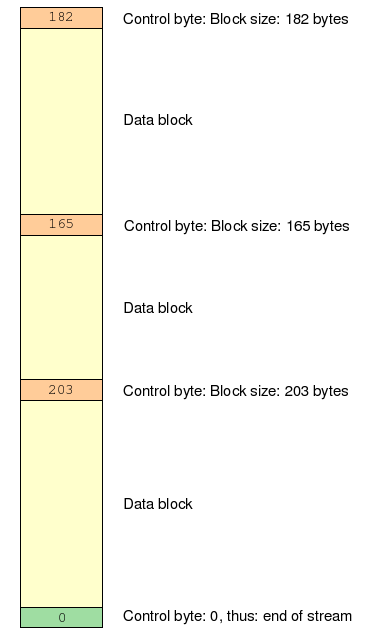 182 Control byte: Block size: 182 bytes
Data block
165 Control byte: Block size: 165 bytes
Data block
203 Control byte: Block size: 203 bytes
Data block
0 Control byte: 0, thus: end of stream